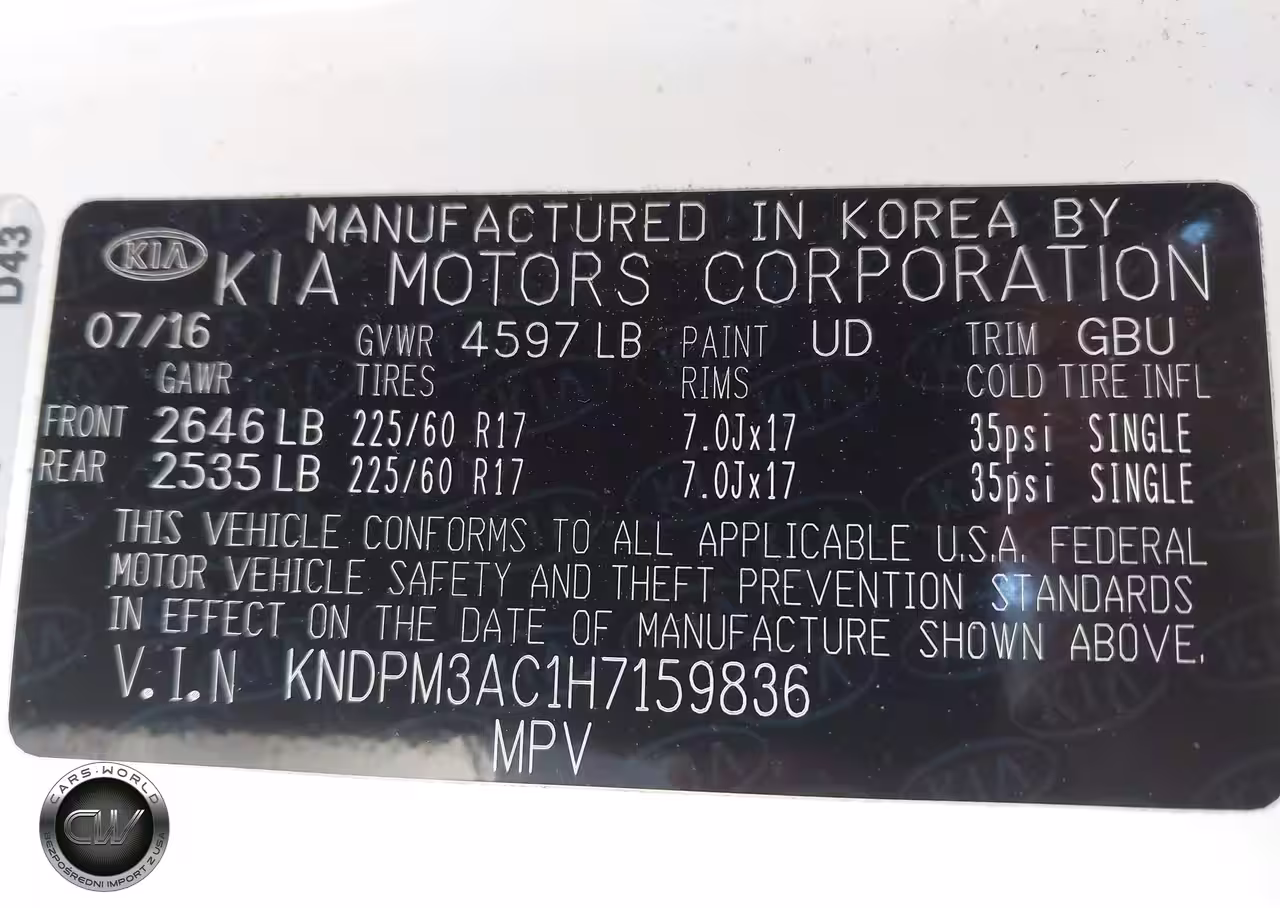 D43
MANUFACTURED IN KOREA BY
KIA KIA MOTORS CORPORATION
07/16 GVWR 4597 LB PAINT UD TRIM GBU
GAWR TIRES RIMS COLD TIRE INFL
FRONT 2646 LB 225/60 R17 7.0Jx17 35psi SINGLE
REAR 2535 LB 225/60 R17 7.0Jx17 35psi SINGLE
THIS VEHICLE CONFORMS TO ALL APPLICABLE U.S.A. FEDERAL
MOTOR VEHICLE SAFETY AND THEFT PREVENTION STANDARDS
IN EFFECT ON THE DATE OF MANUFACTURE SHOWN ABOVE.
V.I.N KNDPM3AC1H7159836
MPV
CARS·WORLD
CW
BEZPOŚREDNI IMPORT Z USA